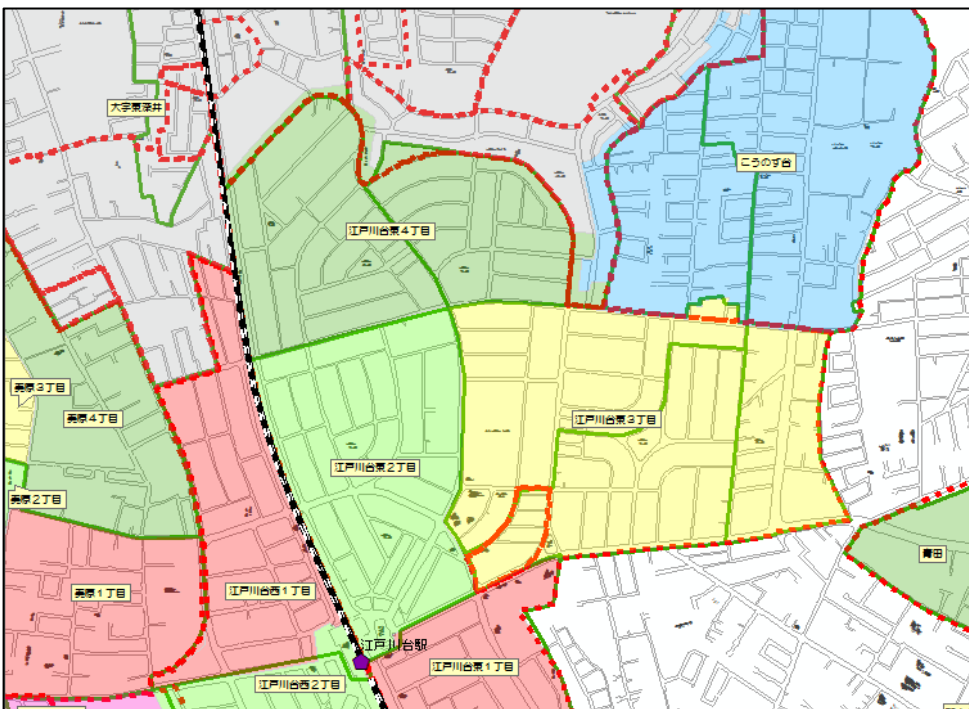 大字東深井
こうのす台
江戸川台東4丁目
美原3丁目
美原4丁目
江戸川台東3丁目
江戸川台東2丁目
美原2丁目
青田
美原1丁目
江戸川台西1丁目
江戸川台駅
江戸川台東1丁目
江戸川台西2丁目